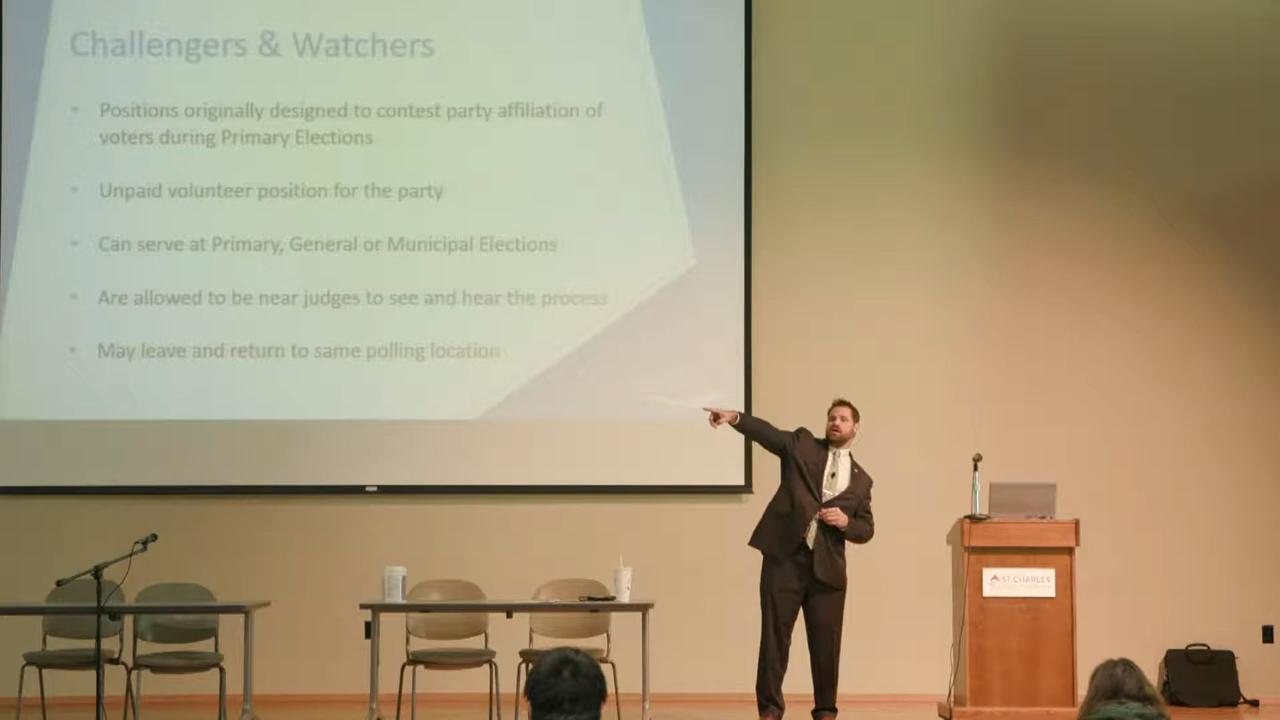 Challengers & Watchers
• Positions originally designed to contest party affiliation of
voters during Primary Elections
• Unpaid volunteer position for the party
• Can serve at Primary, General or Municipal Elections
• Are allowed to be near judges to see and hear the process
• May leave and return to same polling location
ST. CHARLES